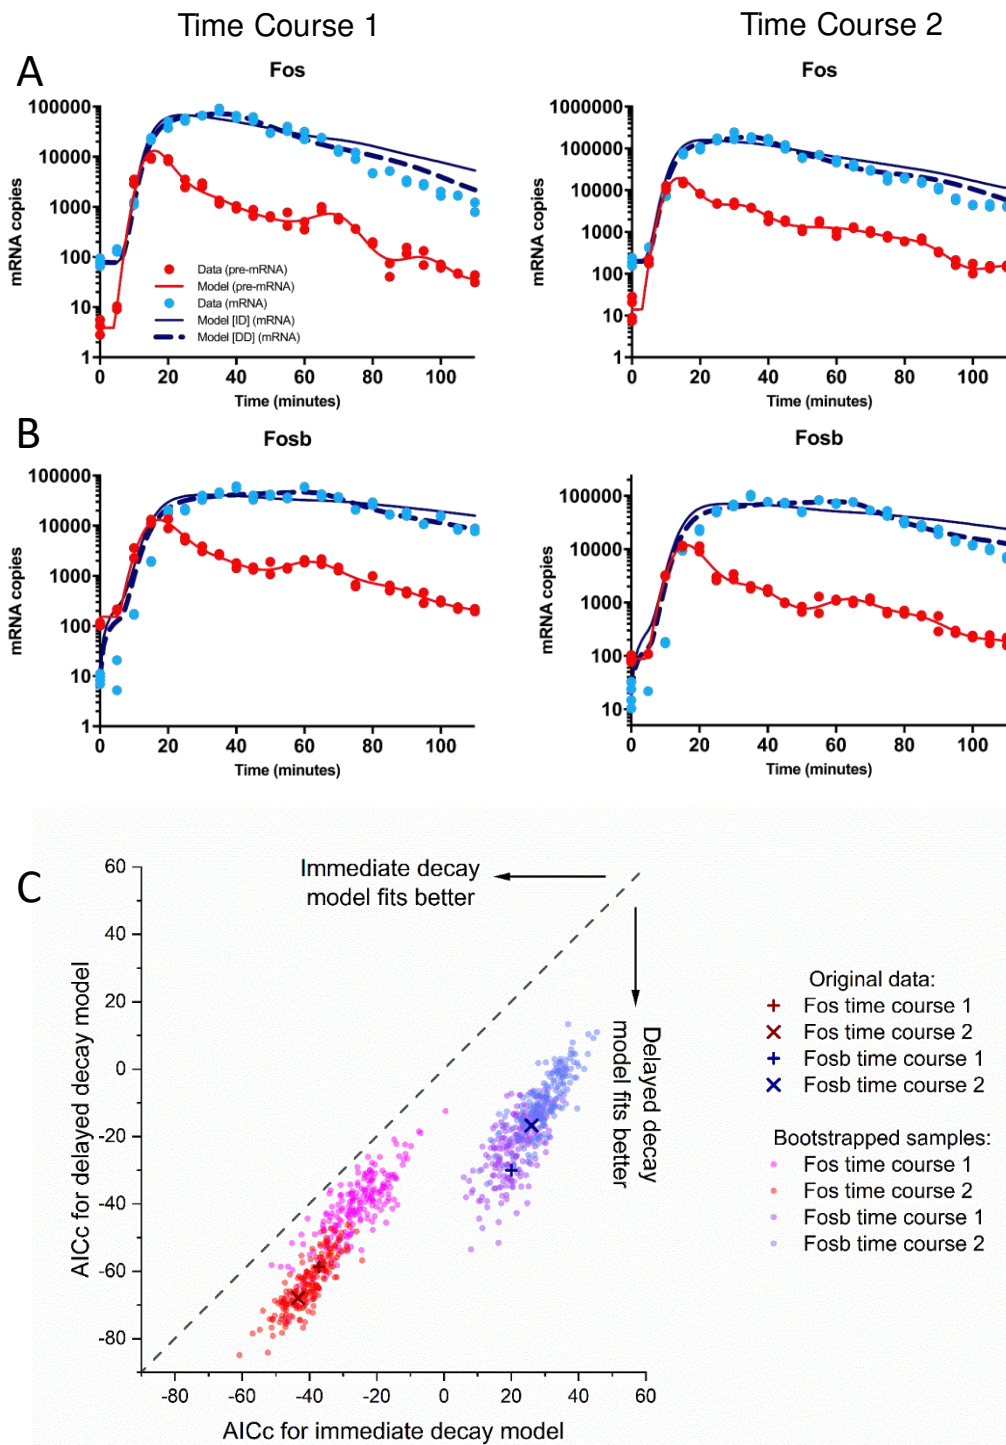 Time Course 1
Time Course 2
A
Fos
Fos
100000
10000
1000
100
10
1
mRNA copies
Data (pre-mRNA)
Model (pre-mRNA)
Data (mRNA)
Model [ID] (mRNA)
Model [DD] (mRNA)
0 20 40 60 80 100
Time (minutes)
1000000
100000
10000
1000
100
10
1
mRNA copies
0 20 40 60 80 100
Time (minutes)
B
Fosb
Fosb
100000
10000
1000
100
10
1
mRNA copies
0 20 40 60 80 100
Time (minutes)
100000
10000
1000
100
10
mRNA copies
0 20 40 60 80 100
Time (minutes)
C
60
40
20
0
-20
-40
-60
-80
AICc for delayed decay model
Immediate decay
model fits better
Delayed decay
model fits better
-80 -60 -40 -20 0 20 40 60
AICc for immediate decay model
Original data:
Fos time course 1
Fos time course 2
Fosb time course 1
Fosb time course 2
Bootstrapped samples:
Fos time course 1
Fos time course 2
Fosb time course 1
Fosb time course 2